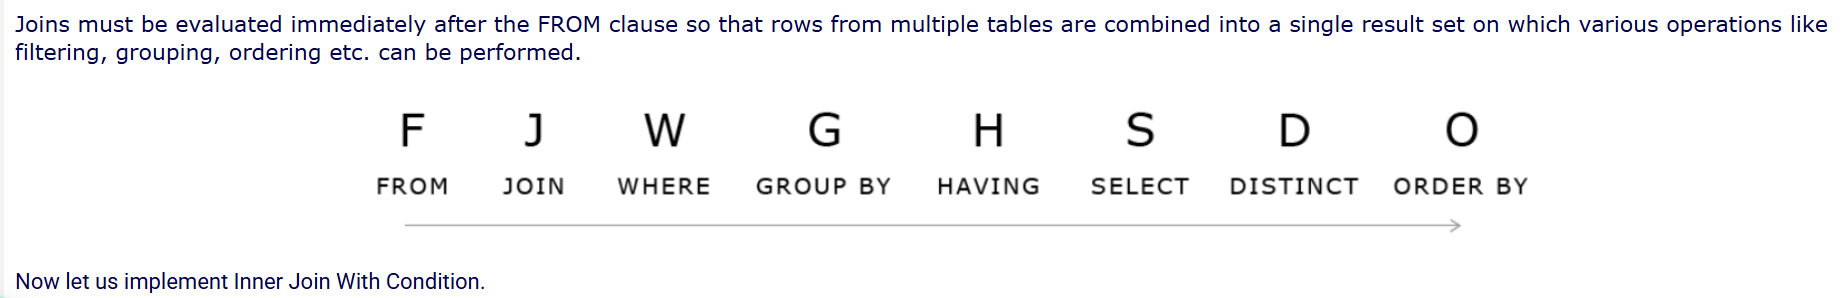 Joins must be evaluated immediately after the FROM clause so that rows from multiple tables are combined into a single result set on which various operations like
filtering, grouping, ordering etc. can be performed.
F J W G H S D O
FROM JOIN WHERE GROUP BY HAVING SELECT DISTINCT ORDER BY
Now let us implement Inner Join With Condition.